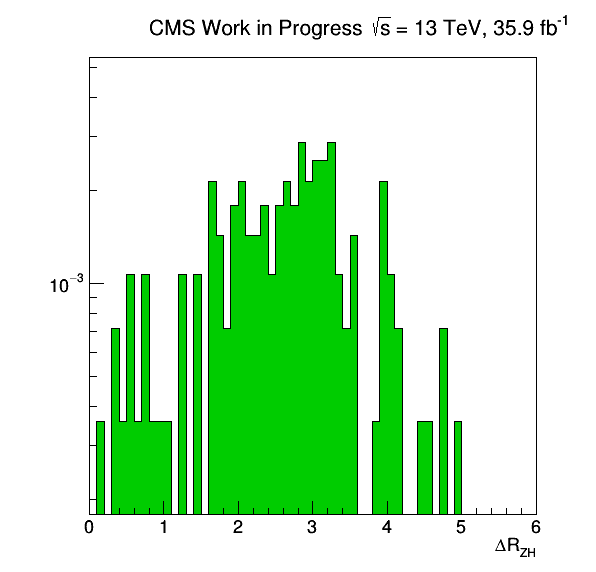 CMS Work in Progress √s = 13 TeV, 35.9 fb⁻¹
10⁻³
0 1 2 3 4 5 6
ΔR_ZH